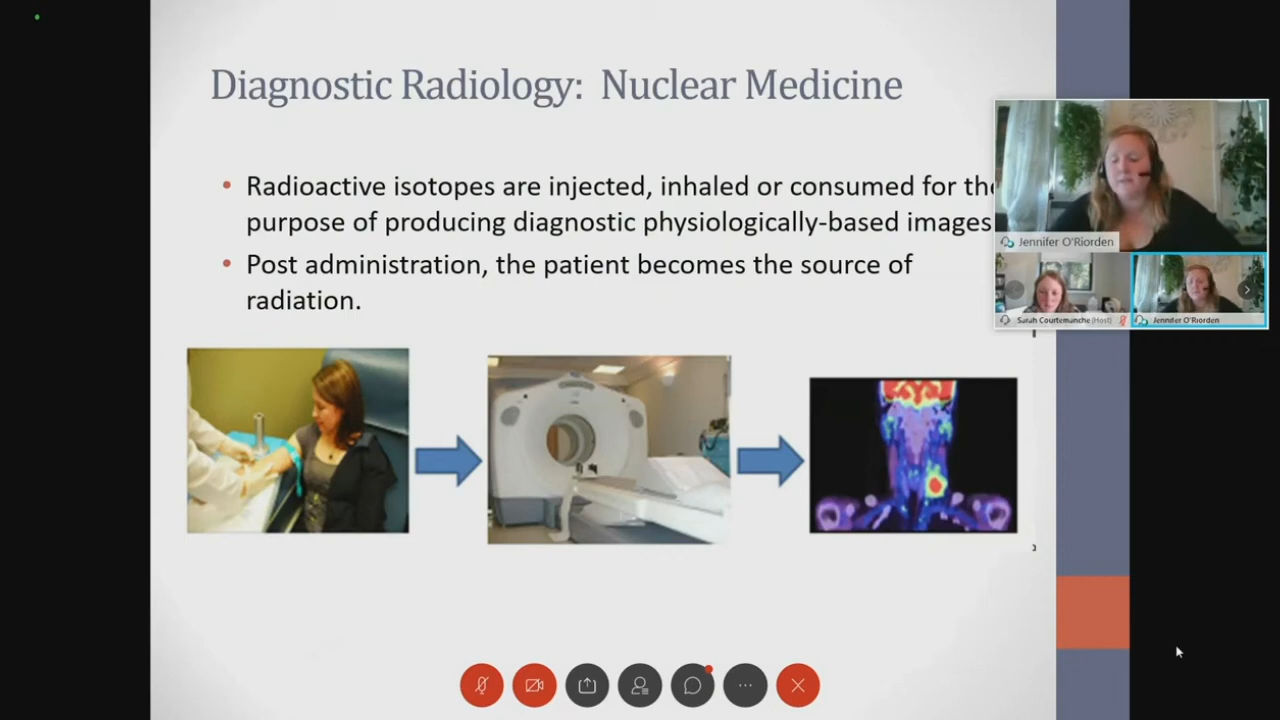 Diagnostic Radiology: Nuclear Medicine
• Radioactive isotopes are injected, inhaled or consumed for the
purpose of producing diagnostic physiologically-based images
• Post administration, the patient becomes the source of
radiation.
Jennifer O'Riorden
Sarah Courtemanche (Host)
Jennifer O'Riorden